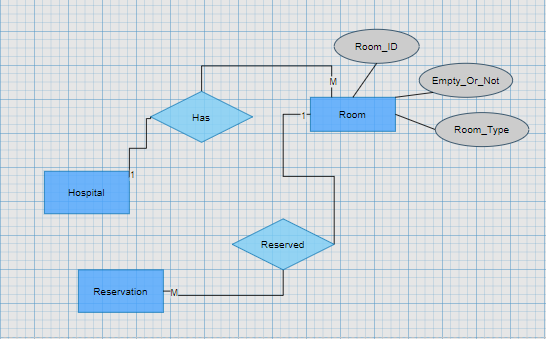 Room_ID
M
Empty_Or_Not
Has
1
Room
Room_Type
1
Hospital
Reserved
Reservation
M